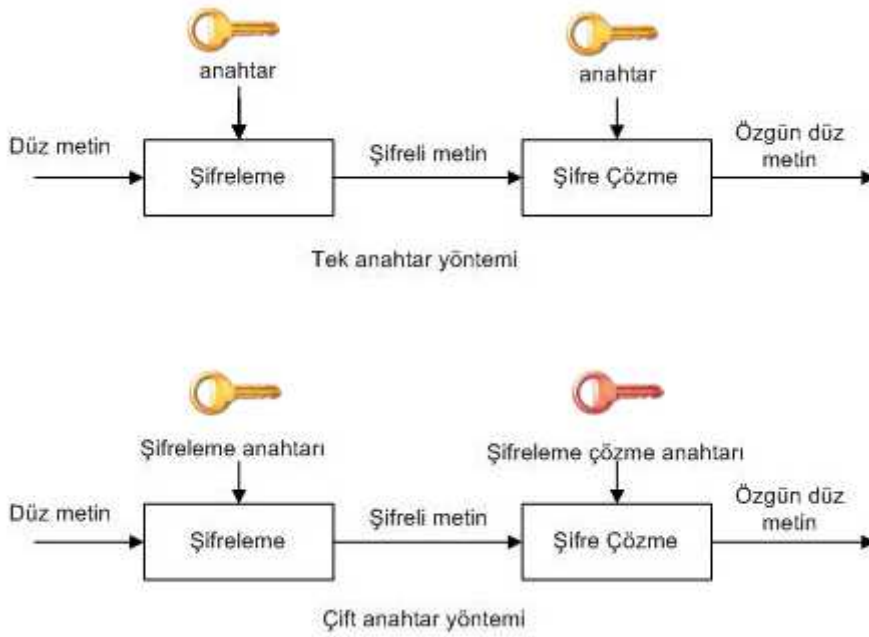 anahtar
anahtar
Düz metin
Şifreleme
Şifreli metin
Şifre Çözme
Özgün düz
metin
Tek anahtar yöntemi
Şifreleme anahtarı
Şifreleme çözme anahtarı
Düz metin
Şifreleme
Şifreli metin
Şifre Çözme
Özgün düz
metin
Çift anahtar yöntemi